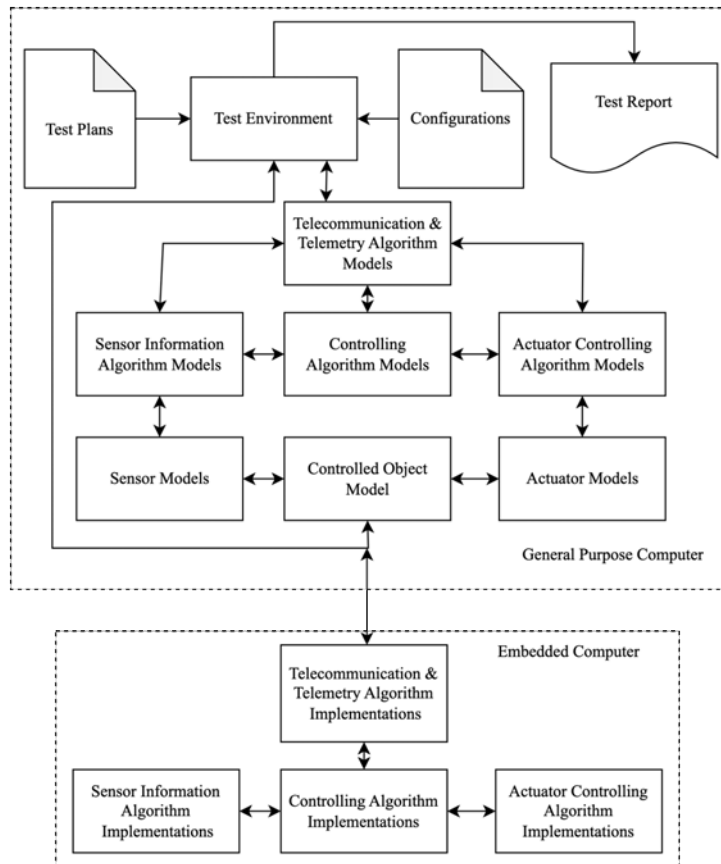 Test Plans
Test Environment
Configurations
Test Report
Telecommunication &
Telemetry Algorithm
Models
Sensor Information
Algorithm Models
Controlling
Algorithm Models
Actuator Controlling
Algorithm Models
Sensor Models
Controlled Object
Model
Actuator Models
General Purpose Computer
Embedded Computer
Telecommunication &
Telemetry Algorithm
Implementations
Sensor Information
Algorithm
Implementations
Controlling Algorithm
Implementations
Actuator Controlling
Algorithm
Implementations